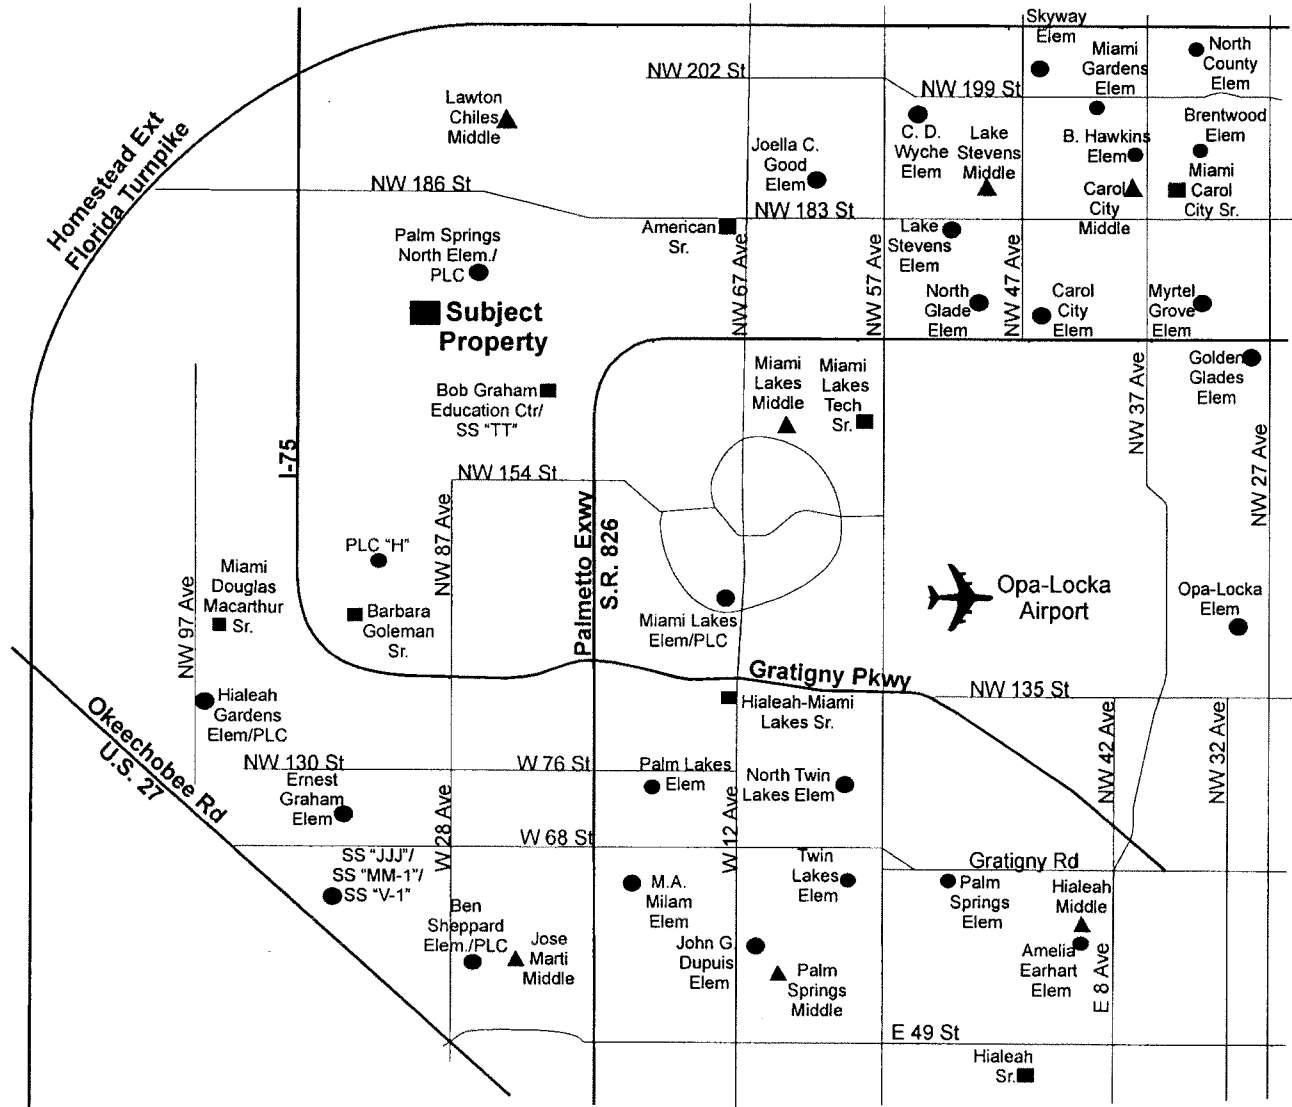 Skyway
Elem
Miami
Gardens
Elem
North
County
Elem
NW 202 St
NW 199 St
Lawton
Chiles
Middle
Homestead Ext
Florida Turnpike
Joella C.
Good
Elem
C. D.
Wyche
Elem
Lake
Stevens
Middle
B. Hawkins
Elem
Brentwood
Elem
Carol
City
Middle
Miami
Carol
City Sr.
NW 186 St
NW 183 St
American
Sr.
Palm Springs
North Elem./
PLC
Lake
Stevens
Elem
NW 67 Ave
NW 57 Ave
NW 47 Ave
North
Glade
Elem
Carol
City
Elem
Myrtel
Grove
Elem
Subject
Property
Golden
Glades
Elem
Miami
Lakes
Middle
Miami
Lakes
Tech
Sr.
NW 37 Ave
NW 27 Ave
Bob Graham
Education Ctr/
SS "TT"
I-75
NW 154 St
NW 87 Ave
Palmetto Exwy
S.R. 826
PLC "H"
NW 97 Ave
Miami
Douglas
Macarthur
Sr.
Barbara
Goleman
Sr.
Miami Lakes
Elem/PLC
Opa-Locka
Airport
Opa-Locka
Elem
Gratigny Pkwy
NW 135 St
Hialeah
Gardens
Elem/PLC
Hialeah-Miami
Lakes Sr.
NW 42 Ave
NW 32 Ave
Okeechobee Rd
U.S. 27
NW 130 St
W 76 St
Ernest
Graham
Elem
Palm Lakes
Elem
North Twin
Lakes Elem
W 28 Ave
W 12 Ave
W 68 St
Gratigny Rd
SS "JJJ"/
SS "MM-1"/
SS "V-1"
Twin
Lakes
Elem
M.A.
Milam
Elem
Palm
Springs
Elem
Hialeah
Middle
Ben
Sheppard
Elem./PLC
Jose
Marti
Middle
John G.
Dupuis
Elem
Palm
Springs
Middle
Amelia
Earhart
Elem
E 8 Ave
E 49 St
Hialeah
Sr.